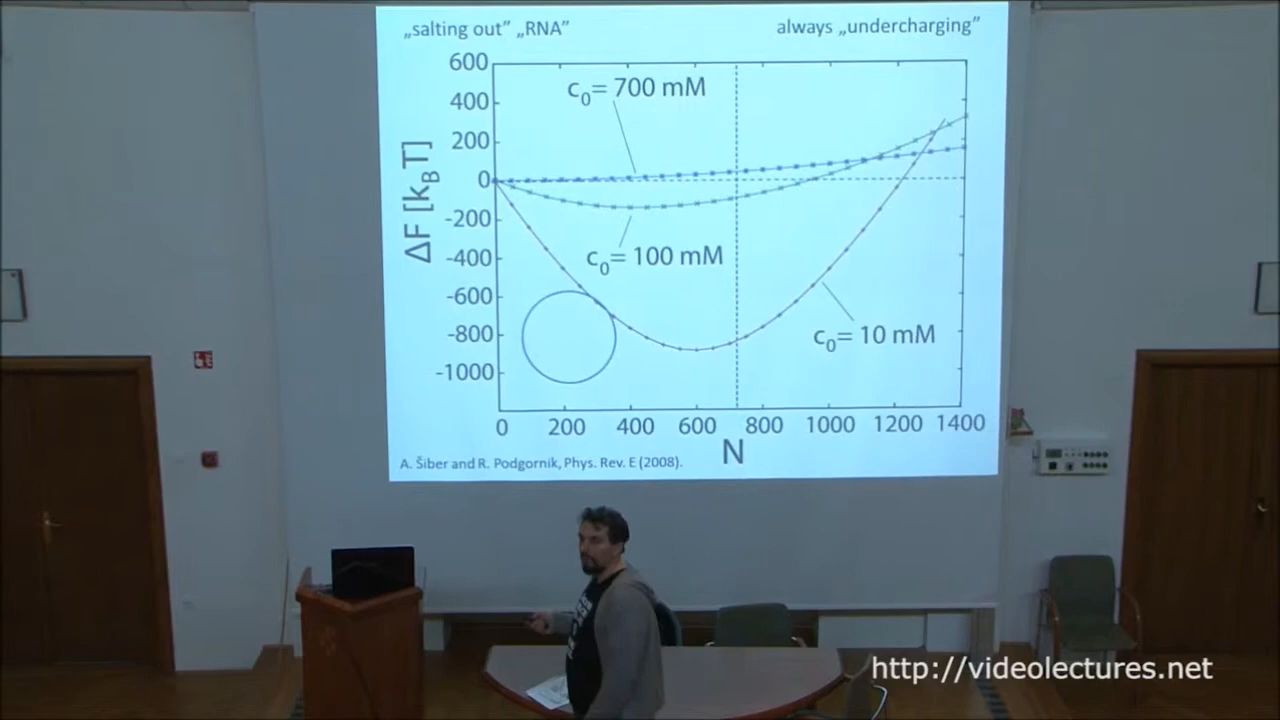 „salting out” „RNA”
always „undercharging”
600
400
200
0
-200
-400
-600
-800
-1000
ΔF [kBT]
c0= 700 mM
c0= 100 mM
c0= 10 mM
0 200 400 600 800 1000 1200 1400
N
A. Šiber and R. Podgornik, Phys. Rev. E (2008).
http://videolectures.net